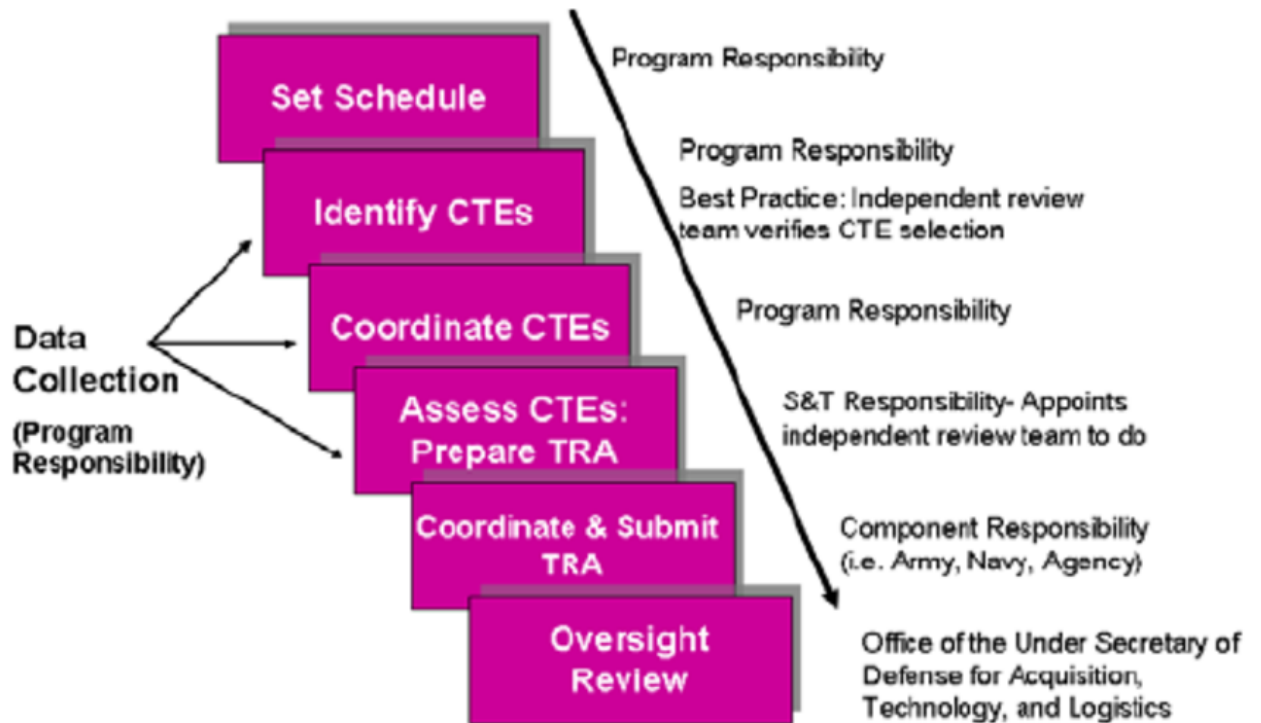 Set Schedule
Program Responsibility
Identify CTEs
Program Responsibility
Best Practice: Independent review
team verifies CTE selection
Coordinate CTEs
Program Responsibility
Data
Collection
(Program
Responsibility)
Assess CTEs:
Prepare TRA
S&T Responsibility- Appoints
independent review team to do
Coordinate & Submit
TRA
Component Responsibility
(i.e. Army, Navy, Agency)
Oversight
Review
Office of the Under Secretary of
Defense for Acquisition,
Technology, and Logistics